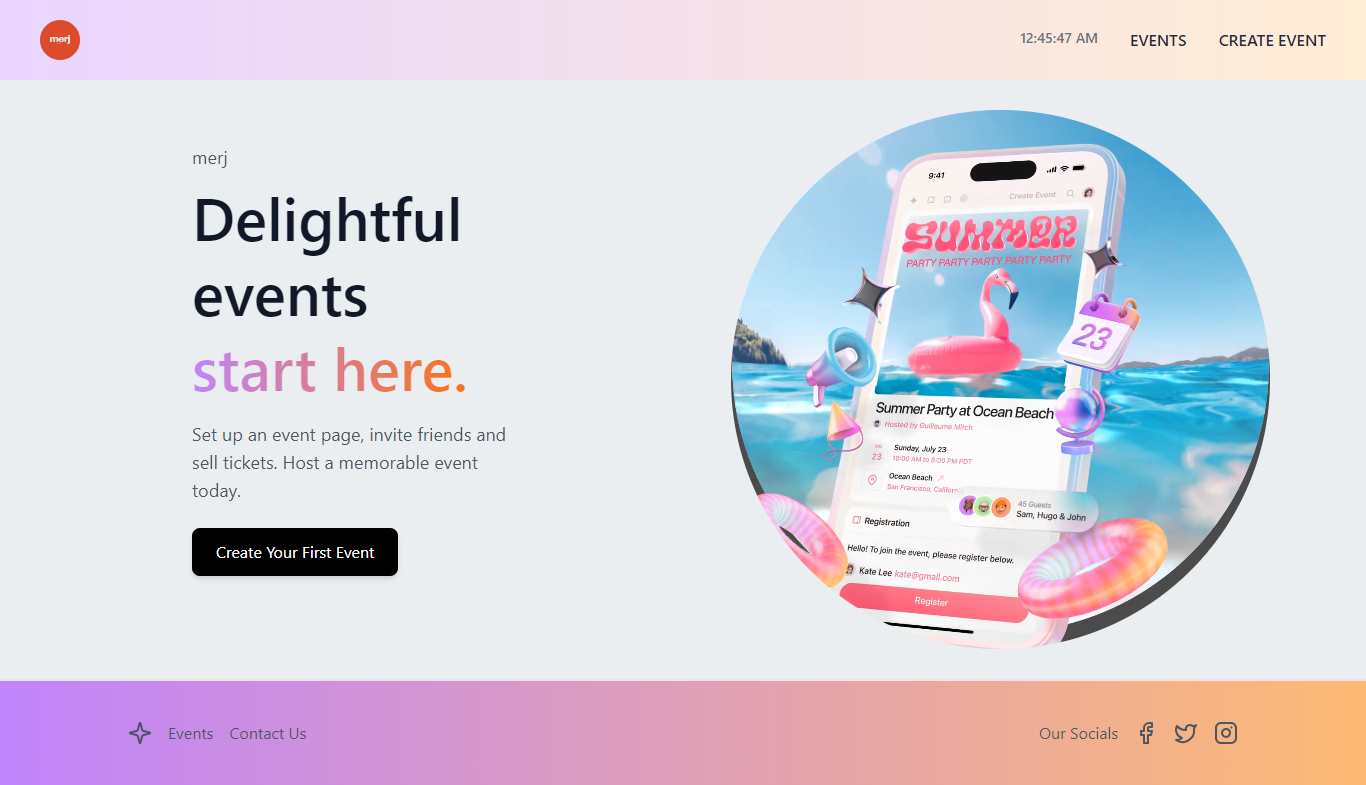 merj
12:45:47 AM
EVENTS
CREATE EVENT
merj
Delightful
events
start here.
Set up an event page, invite friends and
sell tickets. Host a memorable event
today.
Create Your First Event
9:41
Create Event
SUMMER
PARTY PARTY PARTY PARTY PARTY
23
Summer Party at Ocean Beach
Hosted by Guillaume Mitch
23
Sunday, July 23
10:00 AM to 8:00 PM PDT
Ocean Beach
San Francisco, Californ
45 Guests
Sam, Hugo & John
Registration
Hello! To join the event, please register below.
Kate Lee kate@gmail.com
Register
Events
Contact Us
Our Socials